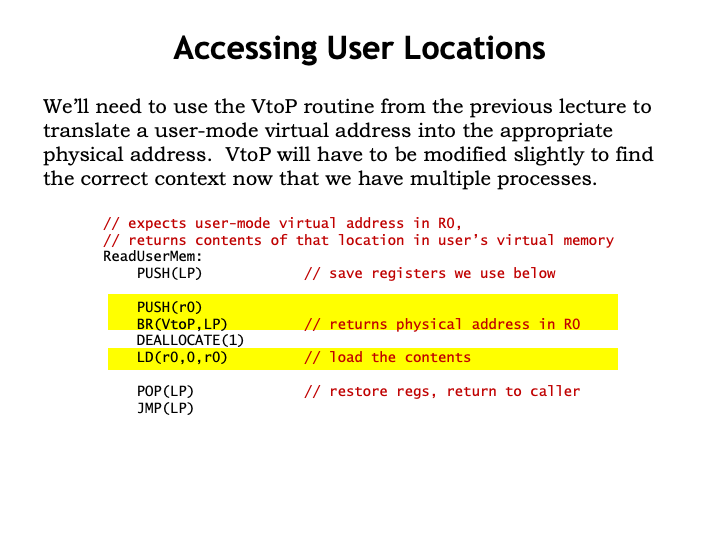 Accessing User Locations
We’ll need to use the VtoP routine from the previous lecture to
translate a user-mode virtual address into the appropriate
physical address.  VtoP will have to be modified slightly to find
the correct context now that we have multiple processes.
// expects user-mode virtual address in R0,
// returns contents of that location in user’s virtual memory
ReadUserMem:
PUSH(LP) // save registers we use below
PUSH(r0)
BR(VtoP,LP) // returns physical address in R0
DEALLOCATE(1)
LD(r0,0,r0) // load the contents
POP(LP) // restore regs, return to caller
JMP(LP)